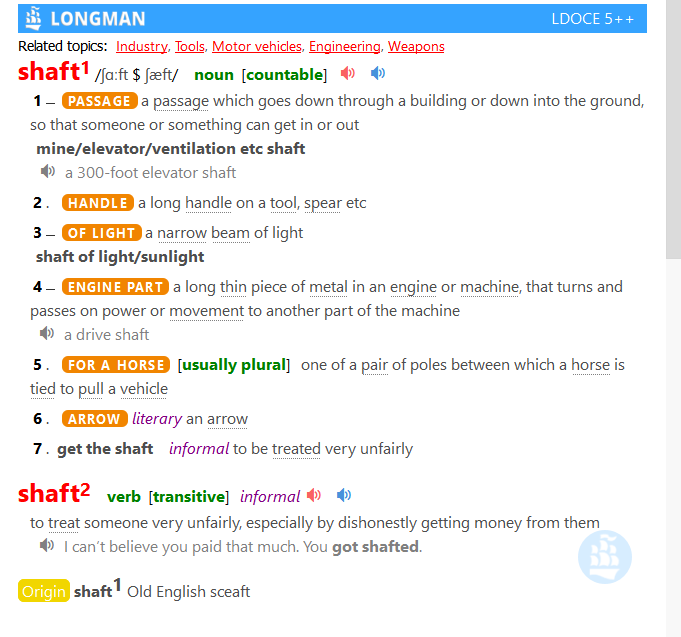 LONGMAN LDOCE 5++
Related topics: Industry, Tools, Motor vehicles, Engineering, Weapons
shaft1 /ʃɑːft $ ʃæft/ noun [countable]
1 – PASSAGE a passage which goes down through a building or down into the ground,
so that someone or something can get in or out
mine/elevator/ventilation etc shaft
a 300-foot elevator shaft
2 . HANDLE a long handle on a tool, spear etc
3 – OF LIGHT a narrow beam of light
shaft of light/sunlight
4 – ENGINE PART a long thin piece of metal in an engine or machine, that turns and
passes on power or movement to another part of the machine
a drive shaft
5 . FOR A HORSE [usually plural] one of a pair of poles between which a horse is
tied to pull a vehicle
6 . ARROW literary an arrow
7 . get the shaft informal to be treated very unfairly
shaft2 verb [transitive] informal
to treat someone very unfairly, especially by dishonestly getting money from them
I can’t believe you paid that much. You got shafted.
Origin shaft1 Old English sceaft